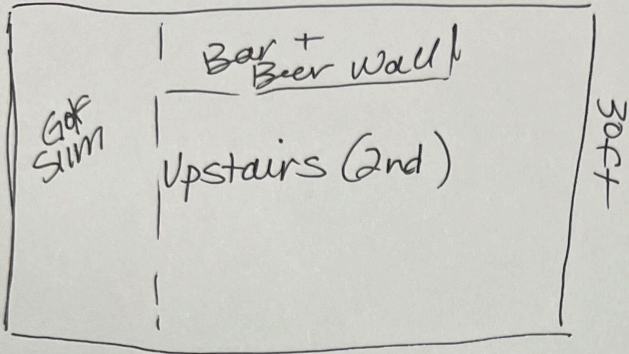 Bar +
Beer Wall
Golf
Sim
Upstairs (2nd)
30ft